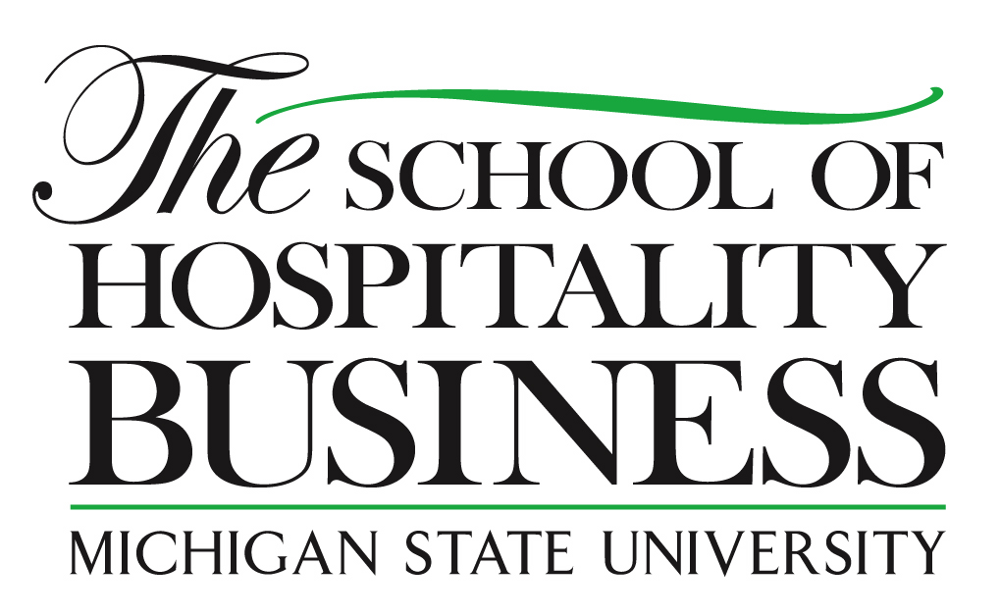 The SCHOOL OF
HOSPITALITY
BUSINESS
MICHIGAN STATE UNIVERSITY